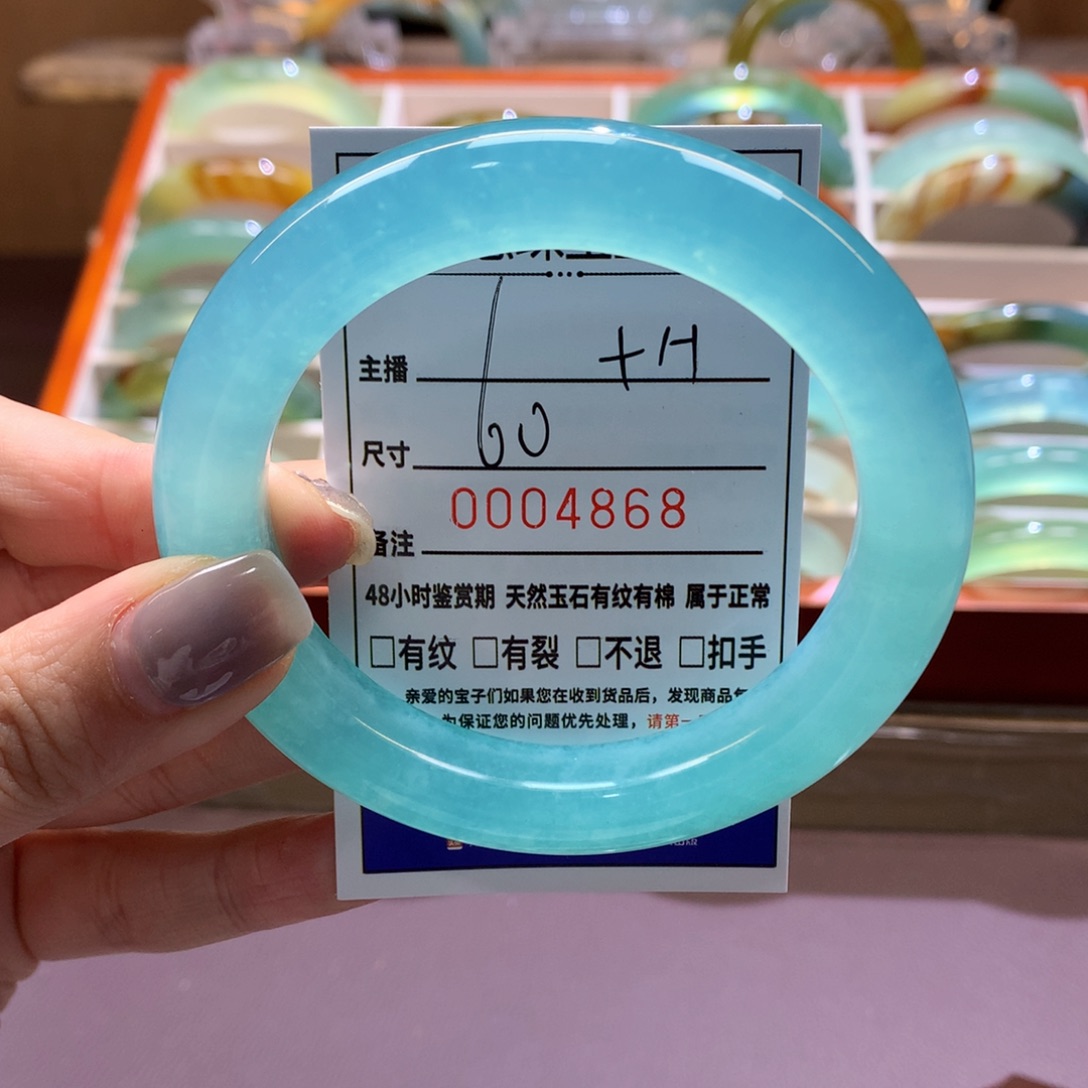 +H
主播
尺寸 60
0004868
备注
48小时鉴赏期 天然玉石有纹有棉 属于正常
□有纹 □有裂 □不退 □扣手
亲爱的宝子们如果您在收到货品后，发现商品
为保证您的问题优先处理，请第一